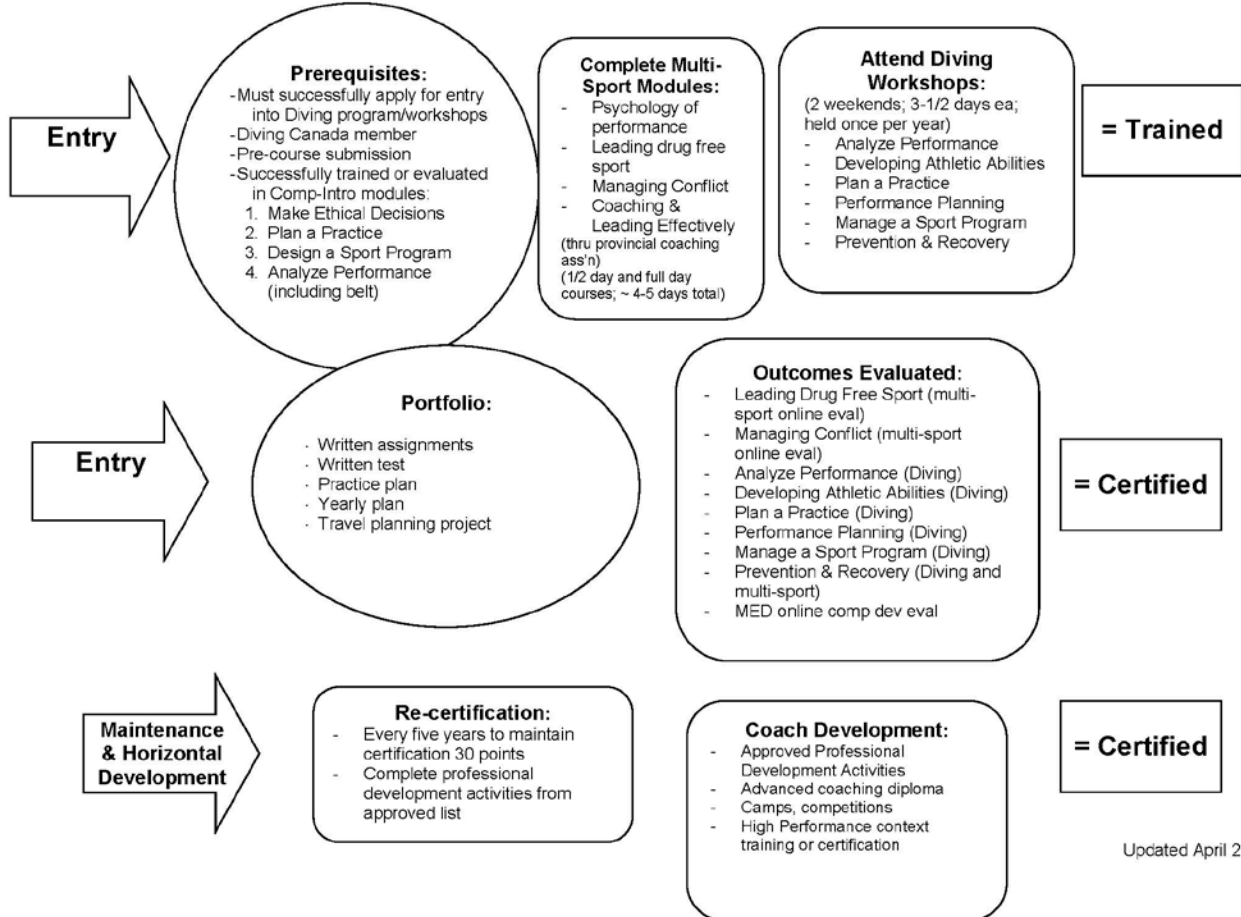 Entry
Prerequisites:
-Must successfully apply for entry
into Diving program/workshops
-Diving Canada member
-Pre-course submission
-Successfully trained or evaluated
in Comp-Intro modules:
1. Make Ethical Decisions
2. Plan a Practice
3. Design a Sport Program
4. Analyze Performance
(including belt)
Complete Multi-
Sport Modules:
- Psychology of
performance
- Leading drug free
sport
- Managing Conflict
- Coaching &
Leading Effectively
(thru provincial coaching
ass'n)
(1/2 day and full day
courses; ~ 4-5 days total)
Attend Diving
Workshops:
(2 weekends; 3-1/2 days ea;
held once per year)
- Analyze Performance
- Developing Athletic Abilities
- Plan a Practice
- Performance Planning
- Manage a Sport Program
- Prevention & Recovery
= Trained
Entry
Portfolio:
· Written assignments
· Written test
· Practice plan
· Yearly plan
· Travel planning project
Outcomes Evaluated:
- Leading Drug Free Sport (multi-
sport online eval)
- Managing Conflict (multi-sport
online eval)
- Analyze Performance (Diving)
- Developing Athletic Abilities (Diving)
- Plan a Practice (Diving)
- Performance Planning (Diving)
- Manage a Sport Program (Diving)
- Prevention & Recovery (Diving and
multi-sport)
- MED online comp dev eval
= Certified
Maintenance
& Horizontal
Development
Re-certification:
- Every five years to maintain
certification 30 points
- Complete professional
development activities from
approved list
Coach Development:
- Approved Professional
Development Activities
- Advanced coaching diploma
- Camps, competitions
- High Performance context
training or certification
= Certified
Updated April 2